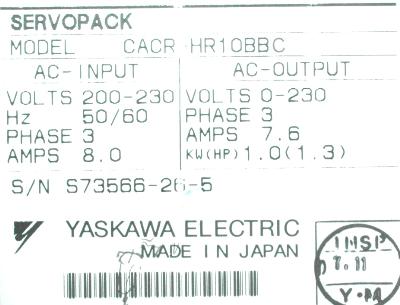 SERVOPACK
MODEL CACR-HR10BBC
AC-INPUT AC-OUTPUT
VOLTS 200-230 VOLTS 0-230
Hz 50/60 PHASE 3
PHASE 3 AMPS 7.6
AMPS 8.0 KW(HP) 1.0(1.3)
S/N S73566-26-5
YASKAWA ELECTRIC
MADE IN JAPAN
INSP
Y.M